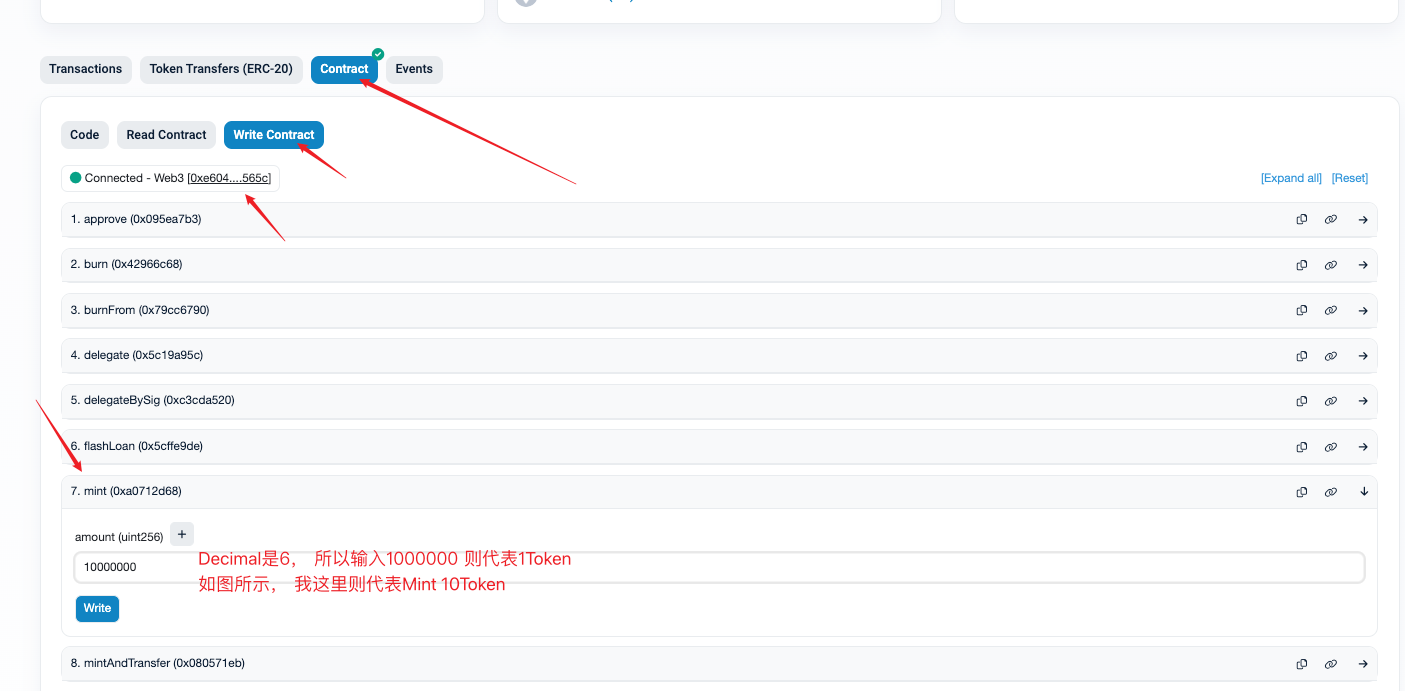 Transactions
Token Transfers (ERC-20)
Contract
Events
Code
Read Contract
Write Contract
Connected - Web3 [0xe604....565c]
[Expand all] [Reset]
1. approve (0x095ea7b3)
2. burn (0x42966c68)
3. burnFrom (0x79cc6790)
4. delegate (0x5c19a95c)
5. delegateBySig (0xc3cda520)
6. flashLoan (0x5cffe9de)
7. mint (0xa0712d68)
amount (uint256) +
Decimal是6， 所以输入1000000 则代表1Token
10000000
如图所示， 我这里则代表Mint 10Token
Write
8. mintAndTransfer (0x080571eb)